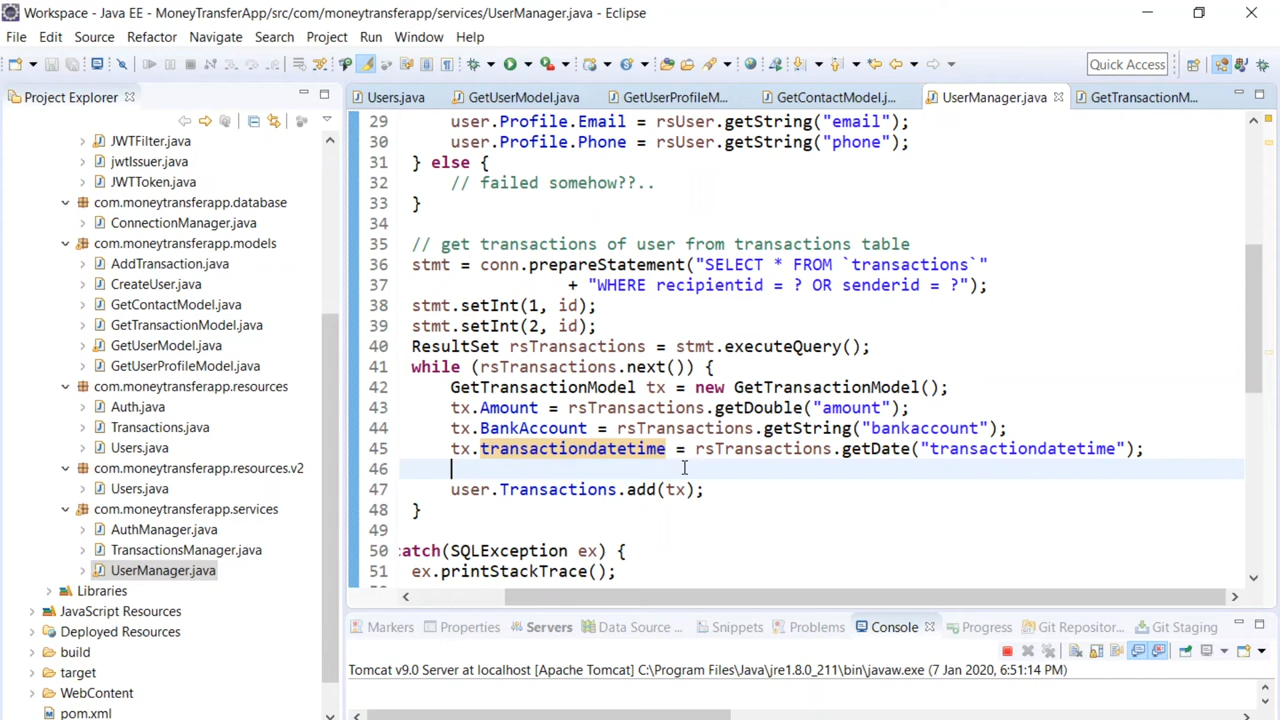 Workspace - Java EE - MoneyTransferApp/src/com/moneytransferapp/services/UserManager.java - Eclipse
File Edit Source Refactor Navigate Search Project Run Window Help
Quick Access
Project Explorer
JWTFilter.java
jwtIssuer.java
JWTToken.java
com.moneytransferapp.database
ConnectionManager.java
com.moneytransferapp.models
AddTransaction.java
CreateUser.java
GetContactModel.java
GetTransactionModel.java
GetUserModel.java
GetUserProfileModel.java
com.moneytransferapp.resources
Auth.java
Transactions.java
Users.java
com.moneytransferapp.resources.v2
Users.java
com.moneytransferapp.services
AuthManager.java
TransactionsManager.java
UserManager.java
Libraries
JavaScript Resources
Deployed Resources
build
target
WebContent
pom.xml
Users.java GetUserModel.java GetUserProfileM... GetContactModel.j... UserManager.java GetTransactionM...
29 user.Profile.Email = rsUser.getString("email");
30 user.Profile.Phone = rsUser.getString("phone");
31 } else {
32 // failed somehow??..
33 }
34
35 // get transactions of user from transactions table
36 stmt = conn.prepareStatement("SELECT * FROM `transactions`"
37 + "WHERE recipientid = ? OR senderid = ?");
38 stmt.setInt(1, id);
39 stmt.setInt(2, id);
40 ResultSet rsTransactions = stmt.executeQuery();
41 while (rsTransactions.next()) {
42 GetTransactionModel tx = new GetTransactionModel();
43 tx.Amount = rsTransactions.getDouble("amount");
44 tx.BankAccount = rsTransactions.getString("bankaccount");
45 tx.transactiondatetime = rsTransactions.getDate("transactiondatetime");
46
47 user.Transactions.add(tx);
48 }
49
50 catch(SQLException ex) {
51 ex.printStackTrace();
Markers Properties Servers Data Source ... Snippets Problems Console Progress Git Repositor... Git Staging
Tomcat v9.0 Server at localhost [Apache Tomcat] C:\Program Files\Java\jre1.8.0_211\bin\javaw.exe (7 Jan 2020, 6:51:14 PM)